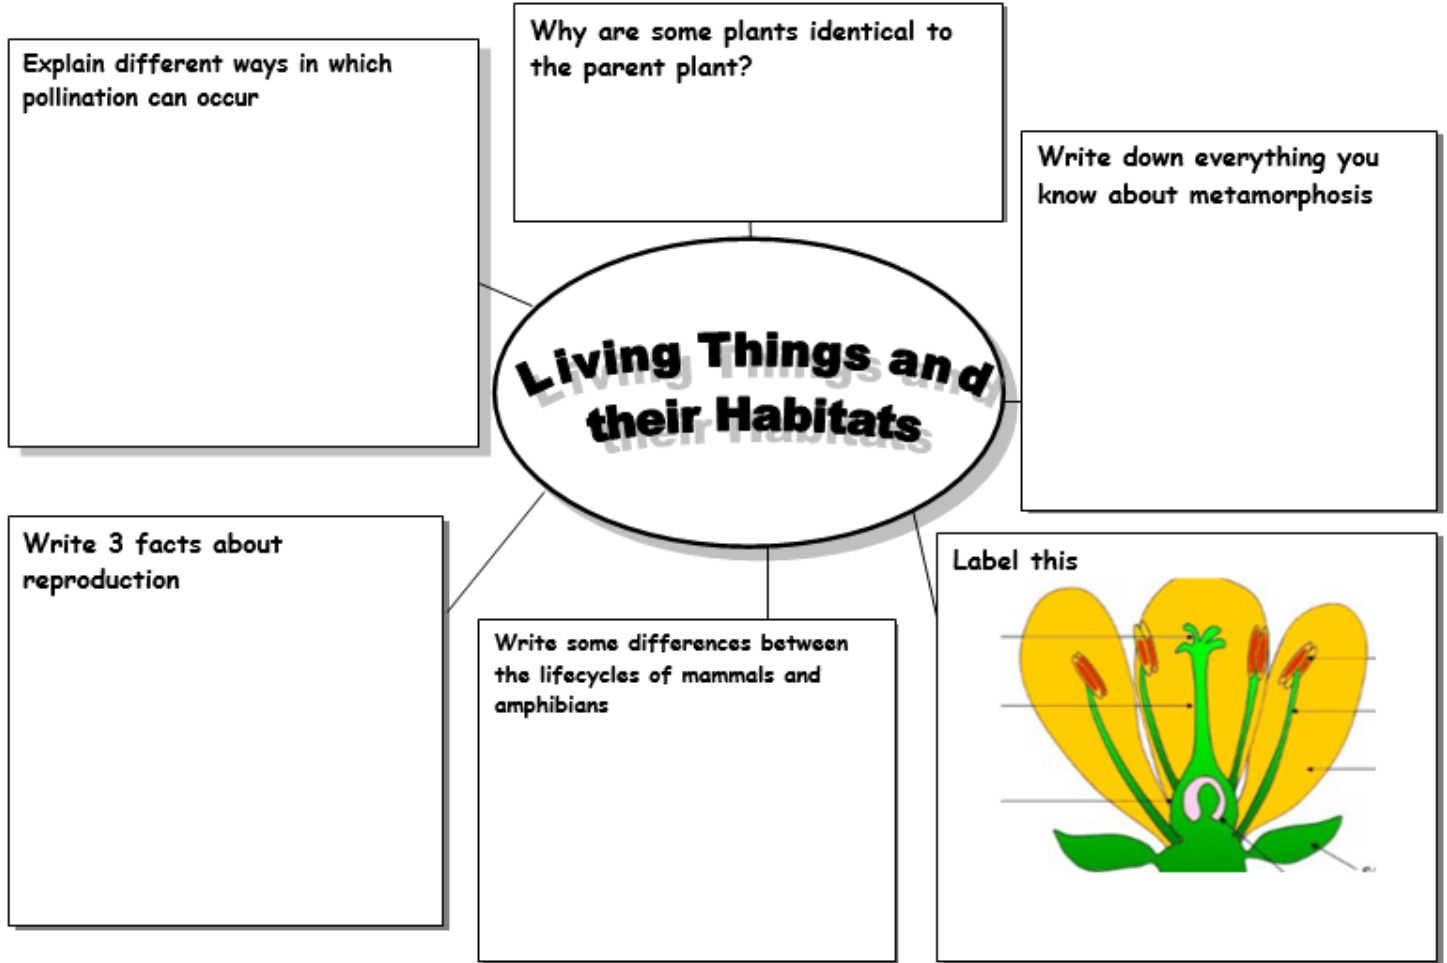 Explain different ways in which
pollination can occur
Why are some plants identical to
the parent plant?
Write down everything you
know about metamorphosis
Living Things and
their Habitats
Write 3 facts about
reproduction
Write some differences between
the lifecycles of mammals and
amphibians
Label this